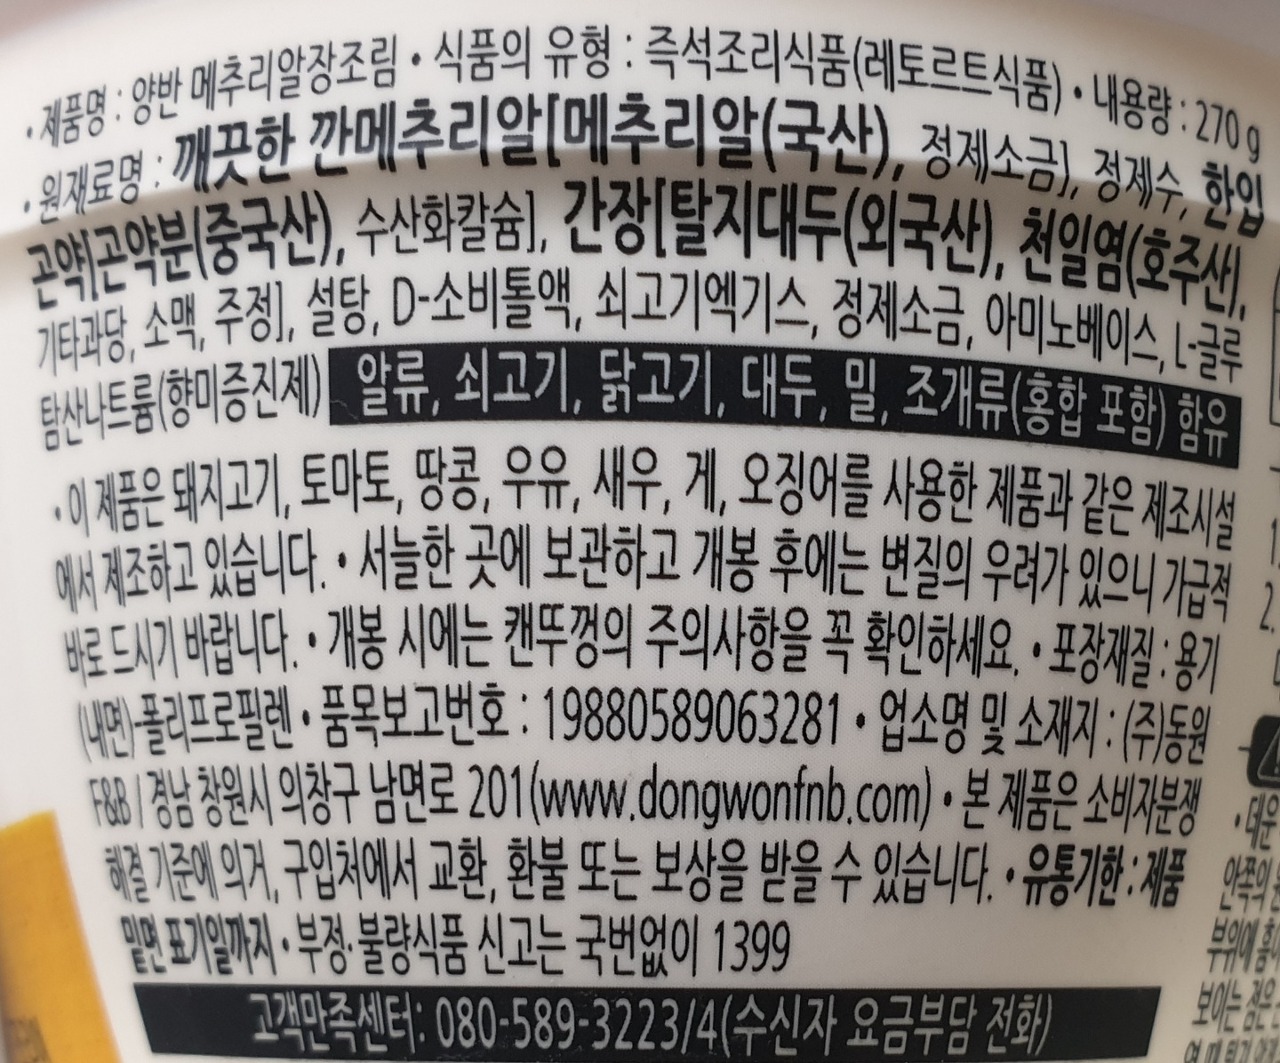 • 제품명 : 양반 메추리알장조림 • 식품의 유형 : 즉석조리식품(레토르트식품) • 내용량 : 270 g
• 원재료명 : 깨끗한 깐메추리알[메추리알(국산), 정제소금], 정제수, 한입
곤약[곤약분(중국산), 수산화칼슘], 간장[탈지대두(외국산), 천일염(호주산),
기타과당, 소맥, 주정], 설탕, D-소비톨액, 쇠고기엑기스, 정제소금, 아미노베이스, L-글루
탐산나트륨(향미증진제) 알류, 쇠고기, 닭고기, 대두, 밀, 조개류(홍합 포함) 함유
• 이 제품은 돼지고기, 토마토, 땅콩, 우유, 새우, 게, 오징어를 사용한 제품과 같은 제조시설
에서 제조하고 있습니다. • 서늘한 곳에 보관하고 개봉 후에는 변질의 우려가 있으니 가급적
바로 드시기 바랍니다. • 개봉 시에는 캔뚜껑의 주의사항을 꼭 확인하세요. • 포장재질 : 용기
(내면)-폴리프로필렌 • 품목보고번호 : 19880589063281 • 업소명 및 소재지 : (주)동원
F&B / 경남 창원시 의창구 남면로 201(www.dongwonfnb.com) • 본 제품은 소비자분쟁
해결 기준에 의거, 구입처에서 교환, 환불 또는 보상을 받을 수 있습니다. • 유통기한 : 제품
밑면 표기일까지 • 부정·불량식품 신고는 국번없이 1399
고객만족센터: 080-589-3223/4(수신자 요금부담 전화)
1.
2.
안쪽의